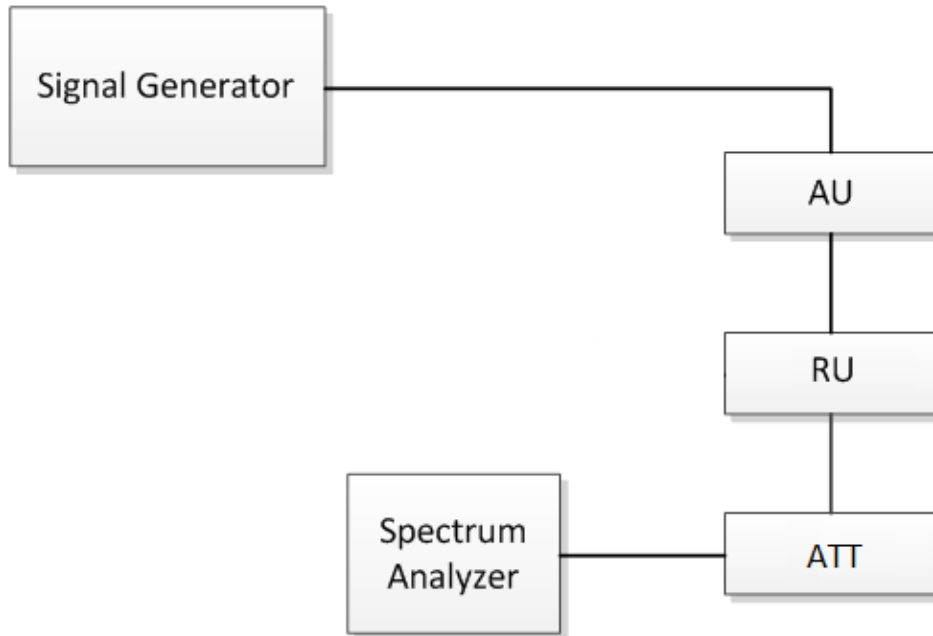 Signal Generator
AU
RU
Spectrum
Analyzer
ATT